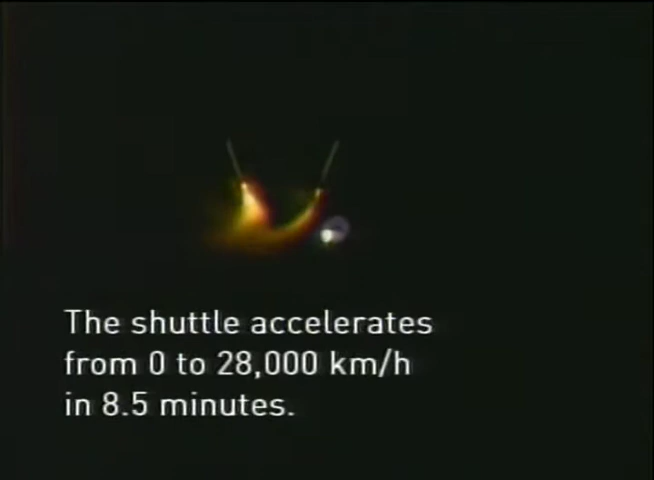 The shuttle accelerates
from 0 to 28,000 km/h
in 8.5 minutes.